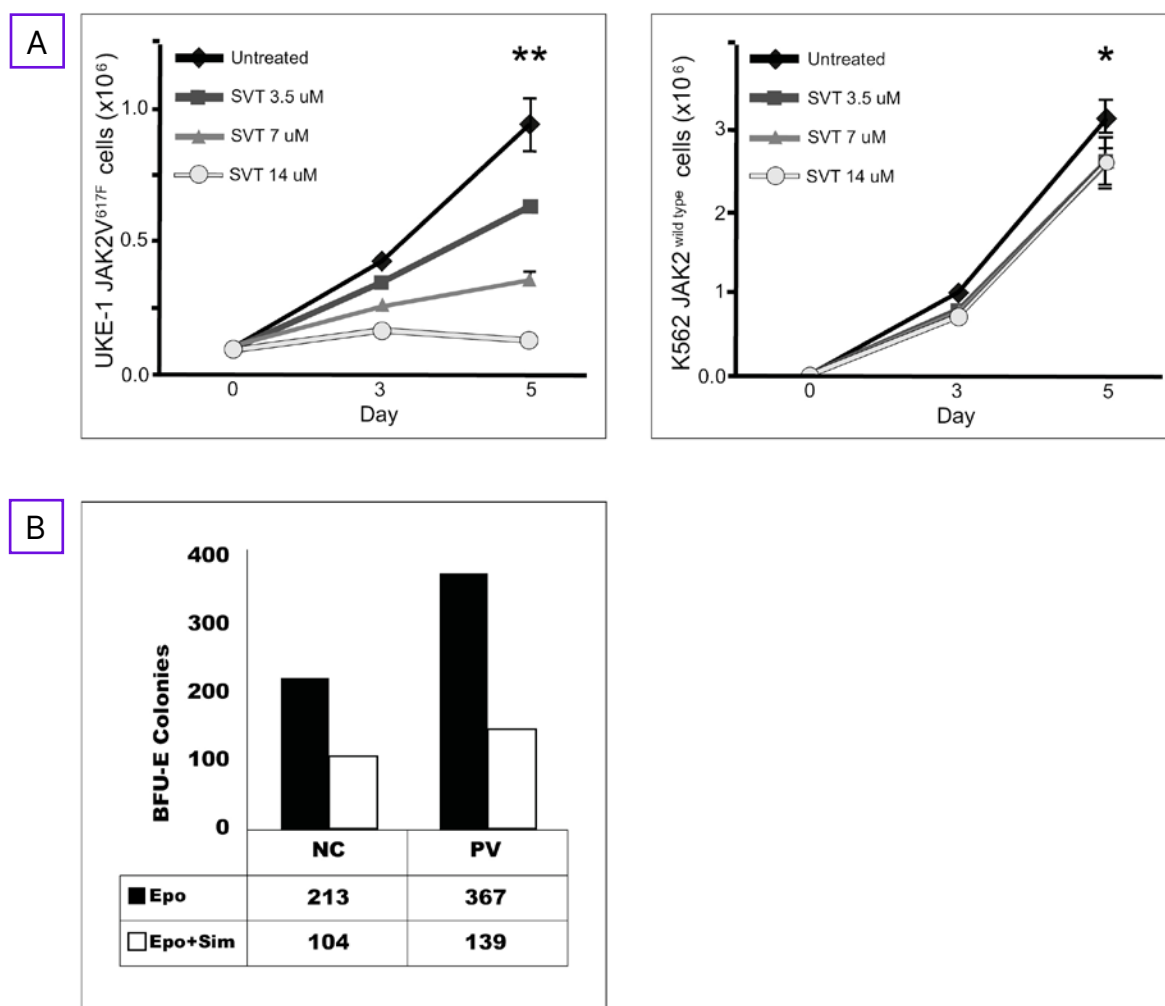 A
UKE-1 JAK2V⁶¹⁷ᶠ cells (x10⁶)
1.0
0.5
0.0
Untreated
SVT 3.5 uM
SVT 7 uM
SVT 14 uM
**
0 3 5
Day
K562 JAK2 ʷⁱˡᵈ ᵗʸᵖᵉ cells (x10⁶)
3
2
1
0.0
Untreated
SVT 3.5 uM
SVT 7 uM
SVT 14 uM
*
0 3 5
Day
B
BFU-E Colonies
400
300
200
100
0
NC PV
Epo 213 367
Epo+Sim 104 139